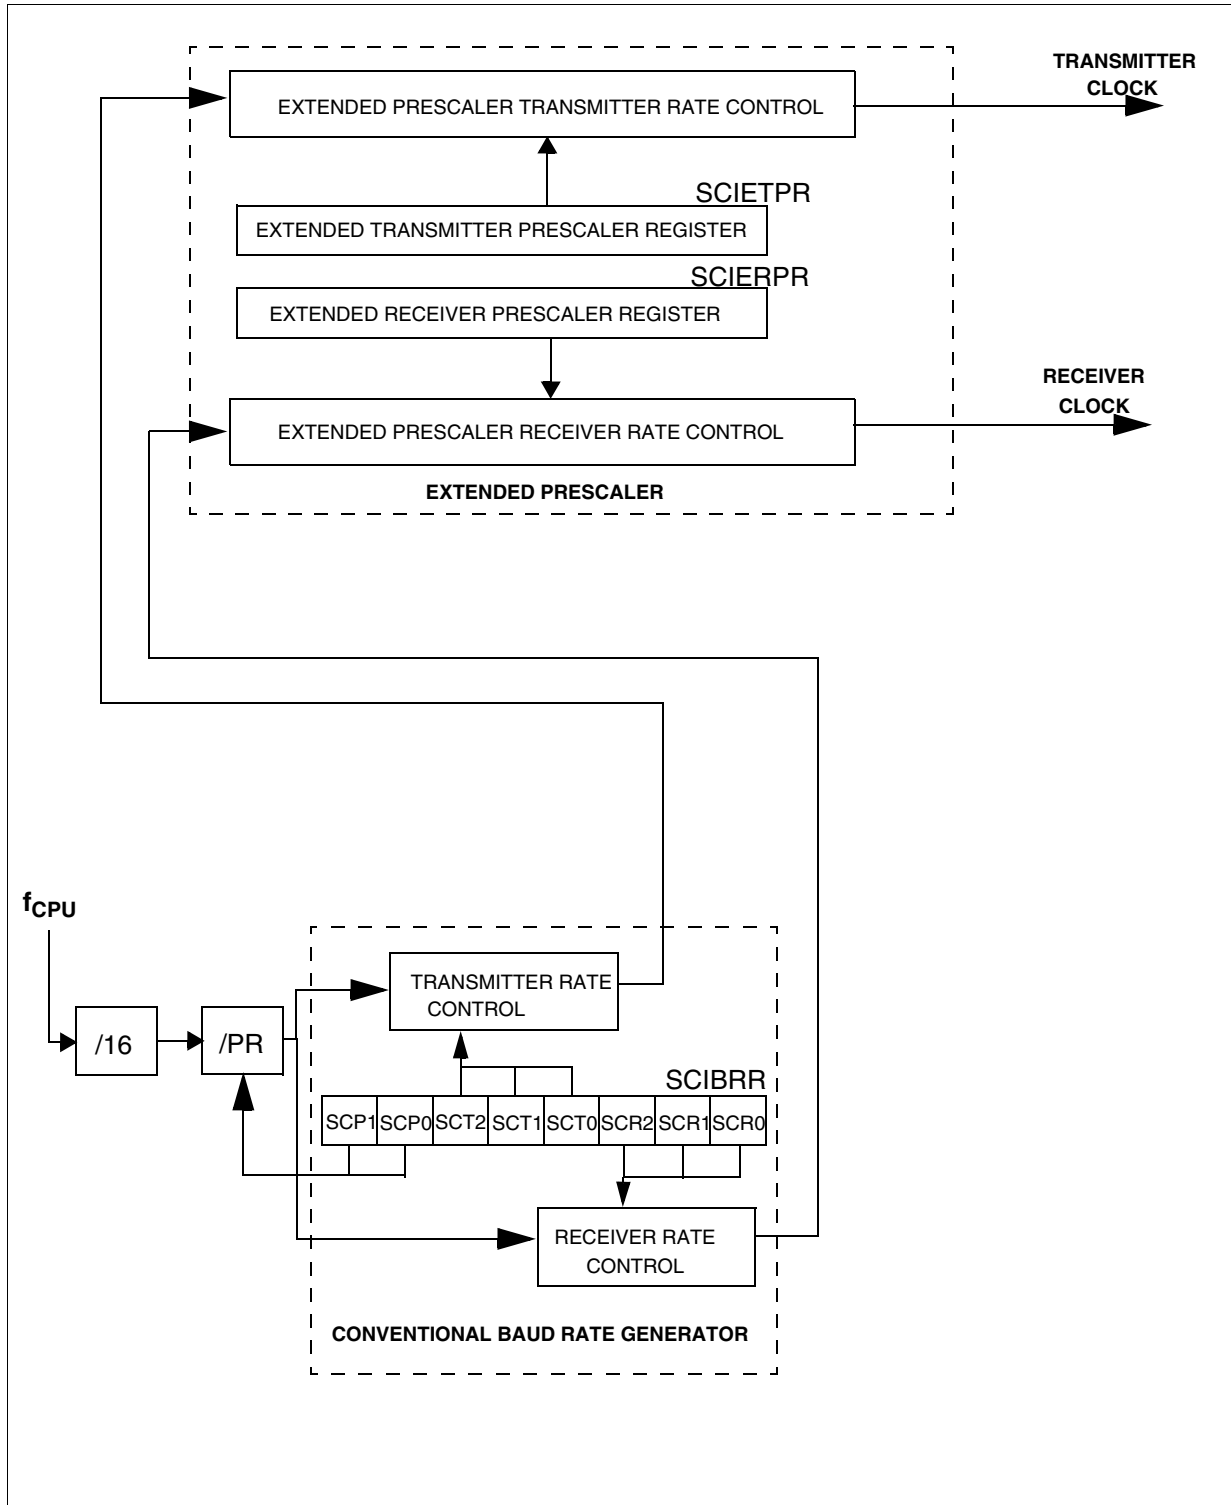 TRANSMITTER
CLOCK
EXTENDED PRESCALER TRANSMITTER RATE CONTROL
SCIETPR
EXTENDED TRANSMITTER PRESCALER REGISTER
SCIERPR
EXTENDED RECEIVER PRESCALER REGISTER
RECEIVER
CLOCK
EXTENDED PRESCALER RECEIVER RATE CONTROL
EXTENDED PRESCALER
fCPU
TRANSMITTER RATE
CONTROL
/16
/PR
SCIBRR
SCP1 SCP0 SCT2 SCT1 SCT0 SCR2 SCR1 SCR0
RECEIVER RATE
CONTROL
CONVENTIONAL BAUD RATE GENERATOR